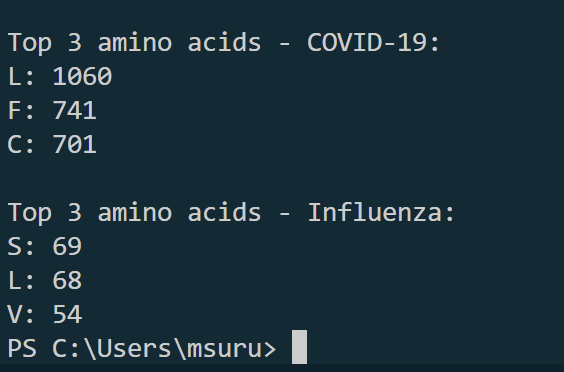 Top 3 amino acids - COVID-19:
L: 1060
F: 741
C: 701
Top 3 amino acids - Influenza:
S: 69
L: 68
V: 54
PS C:\Users\msuru>